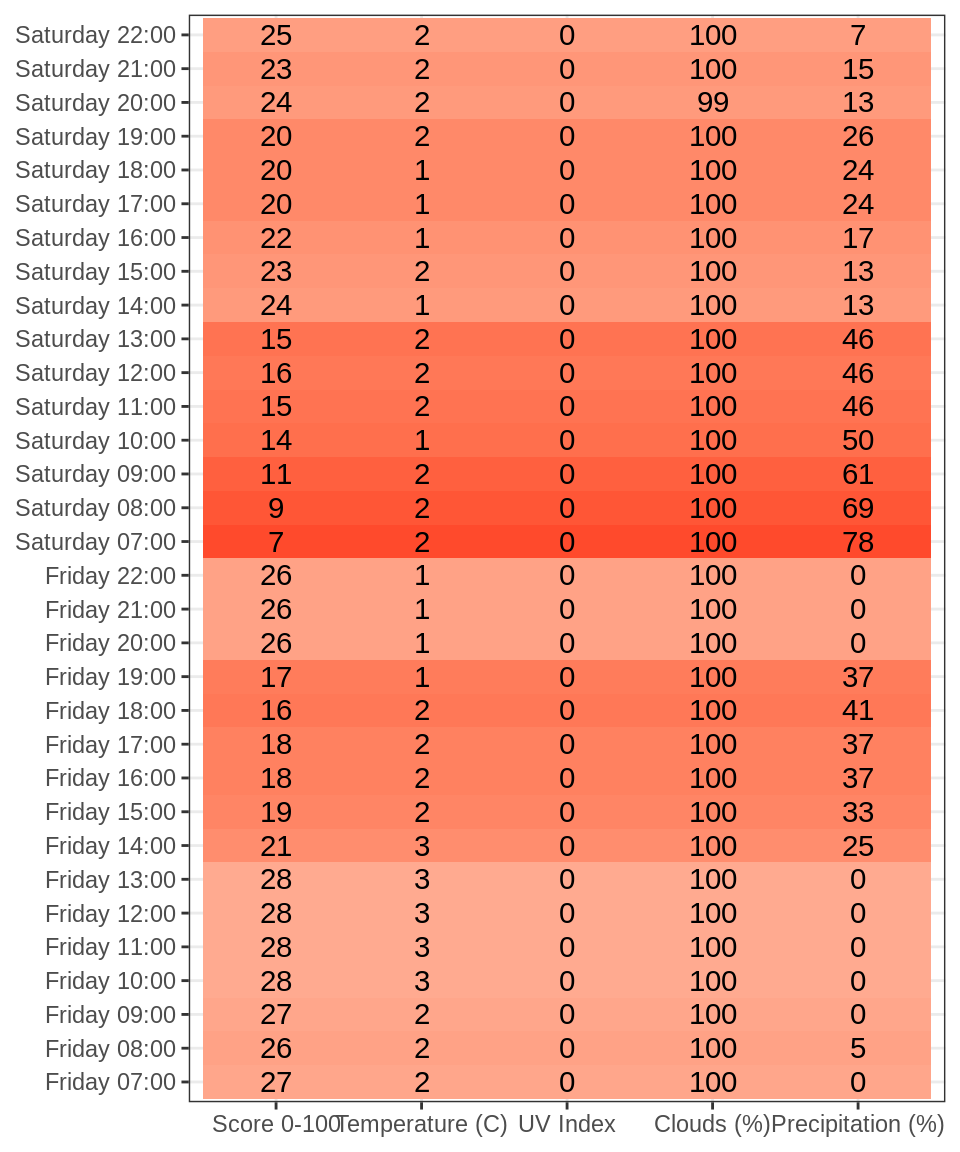 Saturday 22:00 25 2 0 100 7
Saturday 21:00 23 2 0 100 15
Saturday 20:00 24 2 0 99 13
Saturday 19:00 20 2 0 100 26
Saturday 18:00 20 1 0 100 24
Saturday 17:00 20 1 0 100 24
Saturday 16:00 22 1 0 100 17
Saturday 15:00 23 2 0 100 13
Saturday 14:00 24 1 0 100 13
Saturday 13:00 15 2 0 100 46
Saturday 12:00 16 2 0 100 46
Saturday 11:00 15 2 0 100 46
Saturday 10:00 14 1 0 100 50
Saturday 09:00 11 2 0 100 61
Saturday 08:00 9 2 0 100 69
Saturday 07:00 7 2 0 100 78
Friday 22:00 26 1 0 100 0
Friday 21:00 26 1 0 100 0
Friday 20:00 26 1 0 100 0
Friday 19:00 17 1 0 100 37
Friday 18:00 16 2 0 100 41
Friday 17:00 18 2 0 100 37
Friday 16:00 18 2 0 100 37
Friday 15:00 19 2 0 100 33
Friday 14:00 21 3 0 100 25
Friday 13:00 28 3 0 100 0
Friday 12:00 28 3 0 100 0
Friday 11:00 28 3 0 100 0
Friday 10:00 28 3 0 100 0
Friday 09:00 27 2 0 100 0
Friday 08:00 26 2 0 100 5
Friday 07:00 27 2 0 100 0
Score 0-100 Temperature (C) UV Index Clouds (%) Precipitation (%)